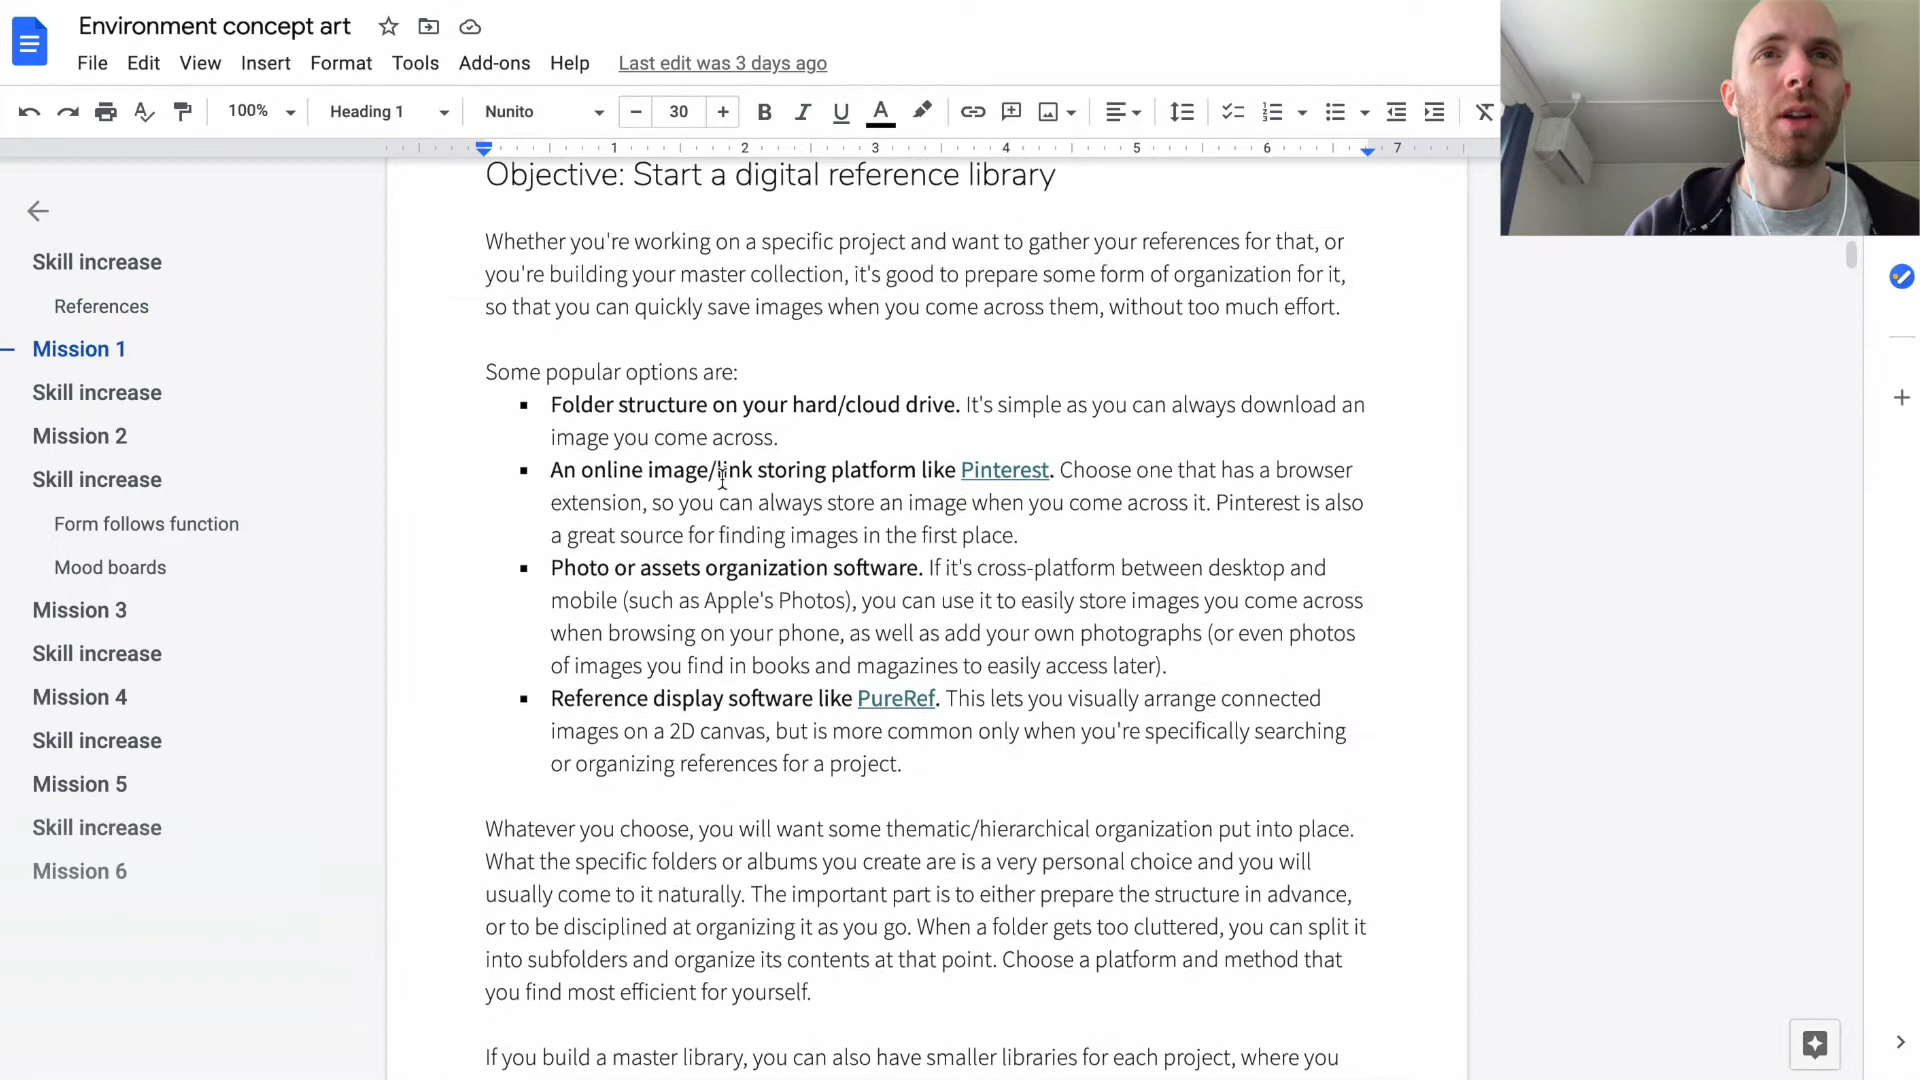 Environment concept art
File Edit View Insert Format Tools Add-ons Help Last edit was 3 days ago
100% Heading 1 Nunito 30 B I U A
1 2 3 4 5 6 7
Skill increase
References
Mission 1
Skill increase
Mission 2
Skill increase
Form follows function
Mood boards
Mission 3
Skill increase
Mission 4
Skill increase
Mission 5
Skill increase
Mission 6
Objective: Start a digital reference library
Whether you're working on a specific project and want to gather your references for that, or
you're building your master collection, it's good to prepare some form of organization for it,
so that you can quickly save images when you come across them, without too much effort.
Some popular options are:
▪ Folder structure on your hard/cloud drive. It's simple as you can always download an
image you come across.
▪ An online image/link storing platform like Pinterest. Choose one that has a browser
extension, so you can always store an image when you come across it. Pinterest is also
a great source for finding images in the first place.
▪ Photo or assets organization software. If it's cross-platform between desktop and
mobile (such as Apple's Photos), you can use it to easily store images you come across
when browsing on your phone, as well as add your own photographs (or even photos
of images you find in books and magazines to easily access later).
▪ Reference display software like PureRef. This lets you visually arrange connected
images on a 2D canvas, but is more common only when you're specifically searching
or organizing references for a project.
Whatever you choose, you will want some thematic/hierarchical organization put into place.
What the specific folders or albums you create are is a very personal choice and you will
usually come to it naturally. The important part is to either prepare the structure in advance,
or to be disciplined at organizing it as you go. When a folder gets too cluttered, you can split it
into subfolders and organize its contents at that point. Choose a platform and method that
you find most efficient for yourself.
If you build a master library, you can also have smaller libraries for each project, where you